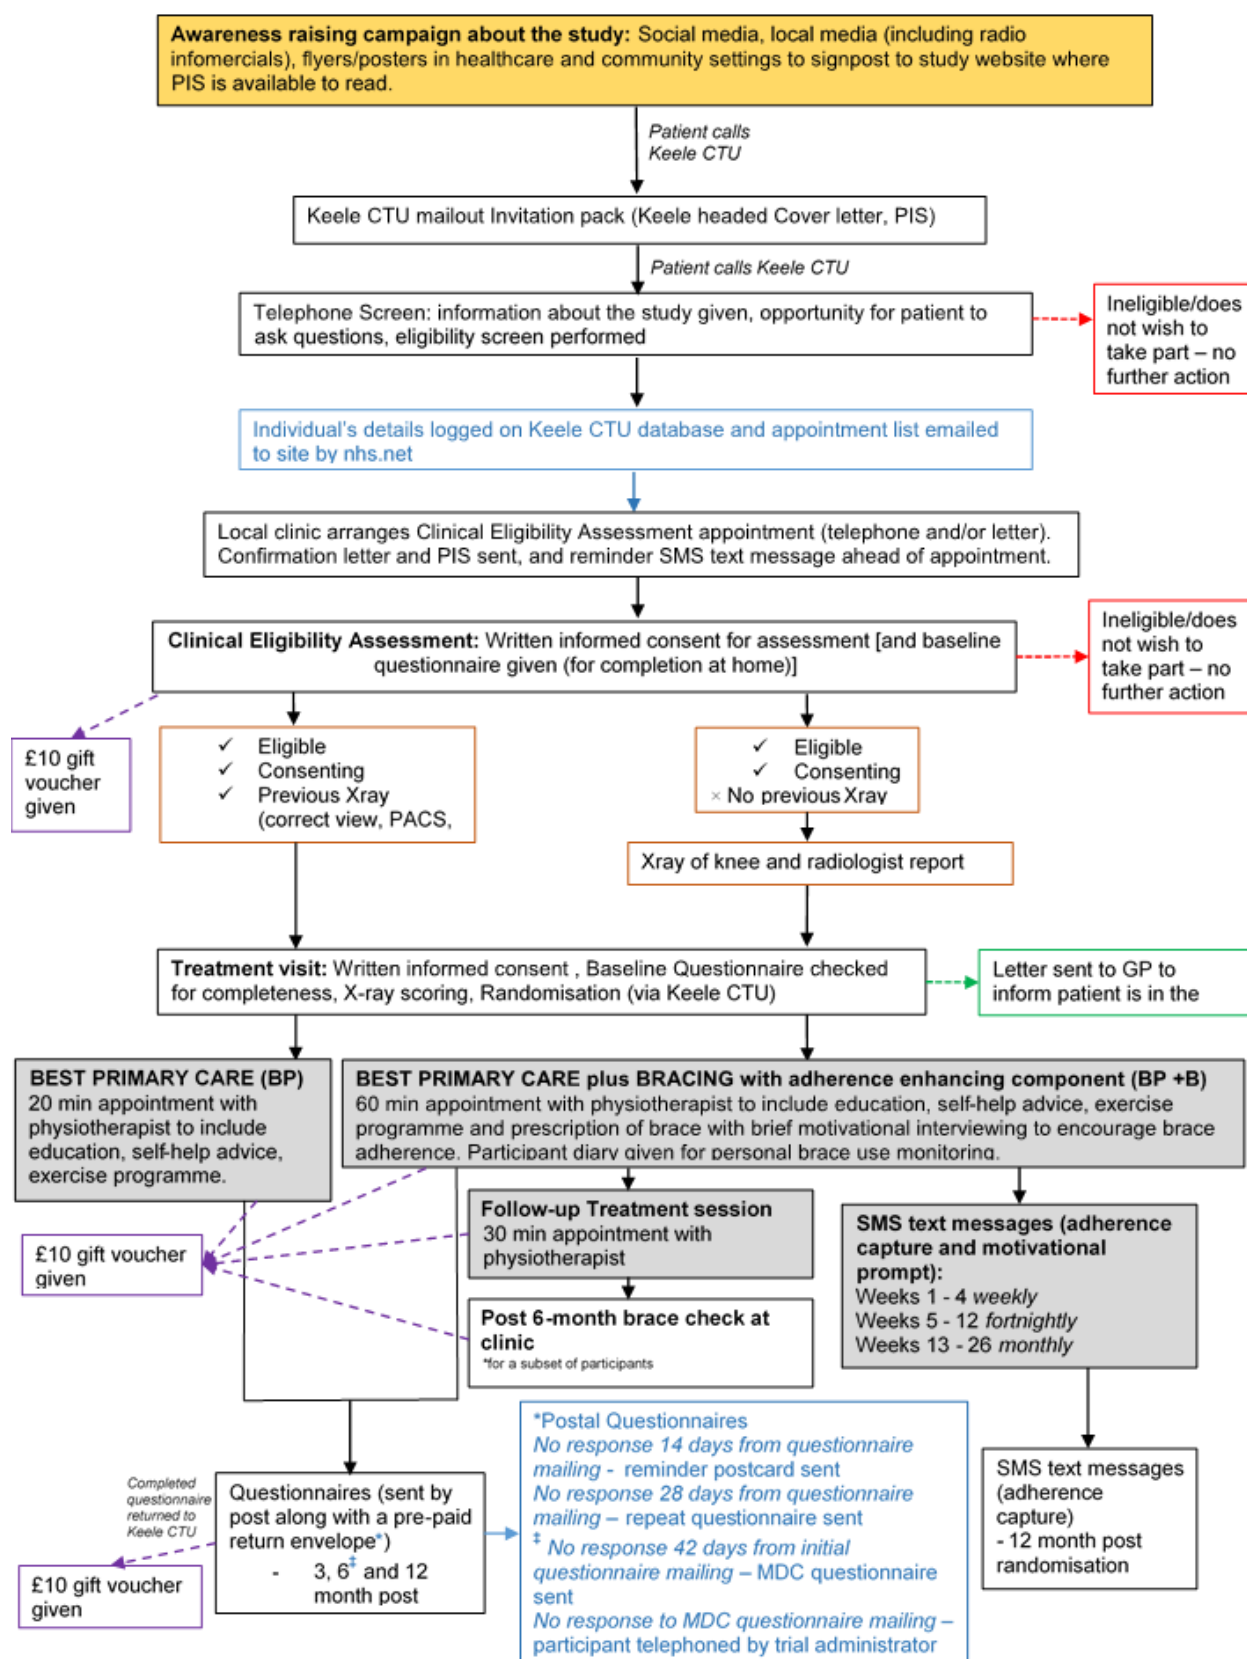 Awareness raising campaign about the study: Social media, local media (including radio
infomercials), flyers/posters in healthcare and community settings to signpost to study website where
PIS is available to read.
Patient calls
Keele CTU
Keele CTU mailout Invitation pack (Keele headed Cover letter, PIS)
Patient calls Keele CTU
Telephone Screen: information about the study given, opportunity for patient to
ask questions, eligibility screen performed
Ineligible/does
not wish to
take part – no
further action
Individual's details logged on Keele CTU database and appointment list emailed
to site by nhs.net
Local clinic arranges Clinical Eligibility Assessment appointment (telephone and/or letter).
Confirmation letter and PIS sent, and reminder SMS text message ahead of appointment.
Clinical Eligibility Assessment: Written informed consent for assessment [and baseline
questionnaire given (for completion at home)]
Ineligible/does
not wish to
take part – no
further action
£10 gift
voucher
given
✓ Eligible
✓ Consenting
✓ Previous Xray
(correct view, PACS,
✓ Eligible
✓ Consenting
× No previous Xray
Xray of knee and radiologist report
Treatment visit: Written informed consent , Baseline Questionnaire checked
for completeness, X-ray scoring, Randomisation (via Keele CTU)
Letter sent to GP to
inform patient is in the
BEST PRIMARY CARE (BP)
20 min appointment with
physiotherapist to include
education, self-help advice,
exercise programme.
BEST PRIMARY CARE plus BRACING with adherence enhancing component (BP +B)
60 min appointment with physiotherapist to include education, self-help advice, exercise
programme and prescription of brace with brief motivational interviewing to encourage brace
adherence. Participant diary given for personal brace use monitoring.
£10 gift voucher
given
Follow-up Treatment session
30 min appointment with
physiotherapist
Post 6-month brace check at
clinic
*for a subset of participants
SMS text messages (adherence
capture and motivational
prompt):
Weeks 1 - 4 weekly
Weeks 5 - 12 fortnightly
Weeks 13 - 26 monthly
Completed
questionnaire
returned to
Keele CTU
£10 gift voucher
given
Questionnaires (sent by
post along with a pre-paid
return envelope*)
- 3, 6‡ and 12
month post
*Postal Questionnaires
No response 14 days from questionnaire
mailing - reminder postcard sent
No response 28 days from questionnaire
mailing – repeat questionnaire sent
‡ No response 42 days from initial
questionnaire mailing – MDC questionnaire
sent
No response to MDC questionnaire mailing –
participant telephoned by trial administrator
SMS text messages
(adherence
capture)
- 12 month post
randomisation